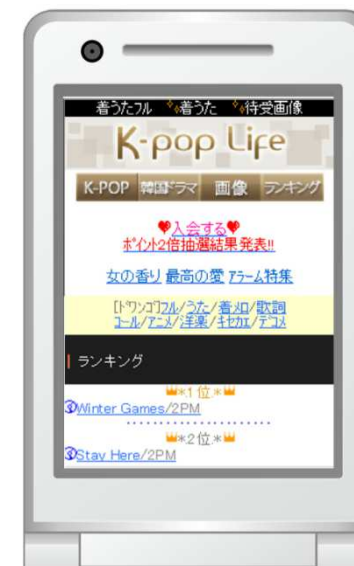 着うたフル 着うた 待受画像
K-pop Life
K-POP 韓国ドラマ 画像 ランキング
入会する
ﾎﾟｲﾝﾄ2倍抽選結果発表!!
女の香り 最高の愛 ｱﾗｰﾑ特集
[ﾄﾞﾜﾝｺﾞ]ﾌﾙ/うた/着ﾒﾛ/歌詞
ｺｰﾙ/ｱﾆﾒ/洋楽/ｷｾｶｴ/ﾃﾞｺﾒ
ランキング
*1位*
Winter Games/2PM
*2位*
Stay Here/2PM